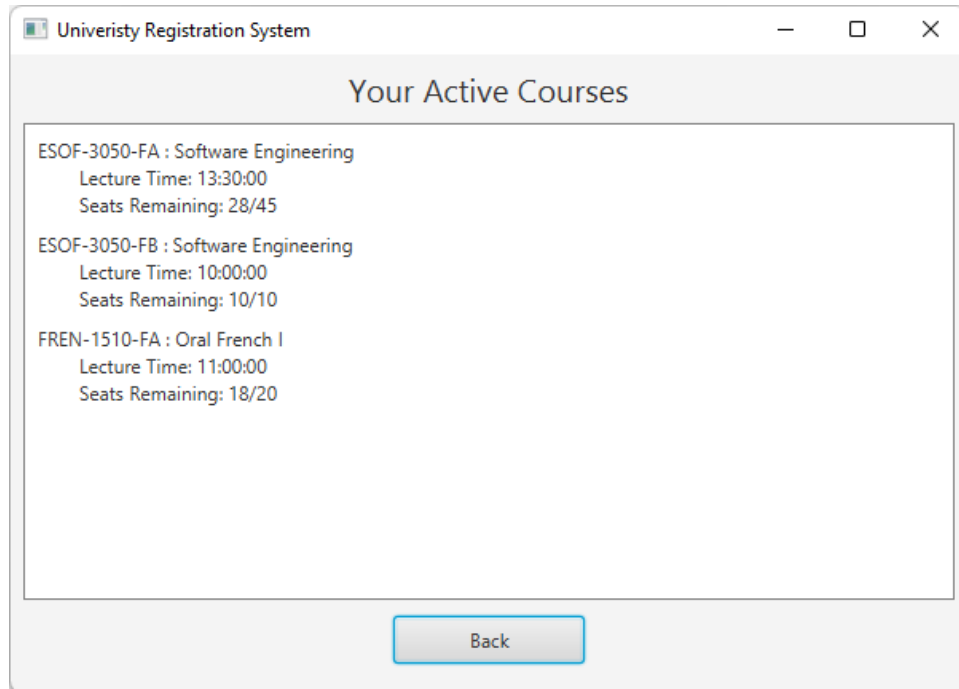 Univeristy Registration System
Your Active Courses
ESOF-3050-FA : Software Engineering
Lecture Time: 13:30:00
Seats Remaining: 28/45
ESOF-3050-FB : Software Engineering
Lecture Time: 10:00:00
Seats Remaining: 10/10
FREN-1510-FA : Oral French I
Lecture Time: 11:00:00
Seats Remaining: 18/20
Back